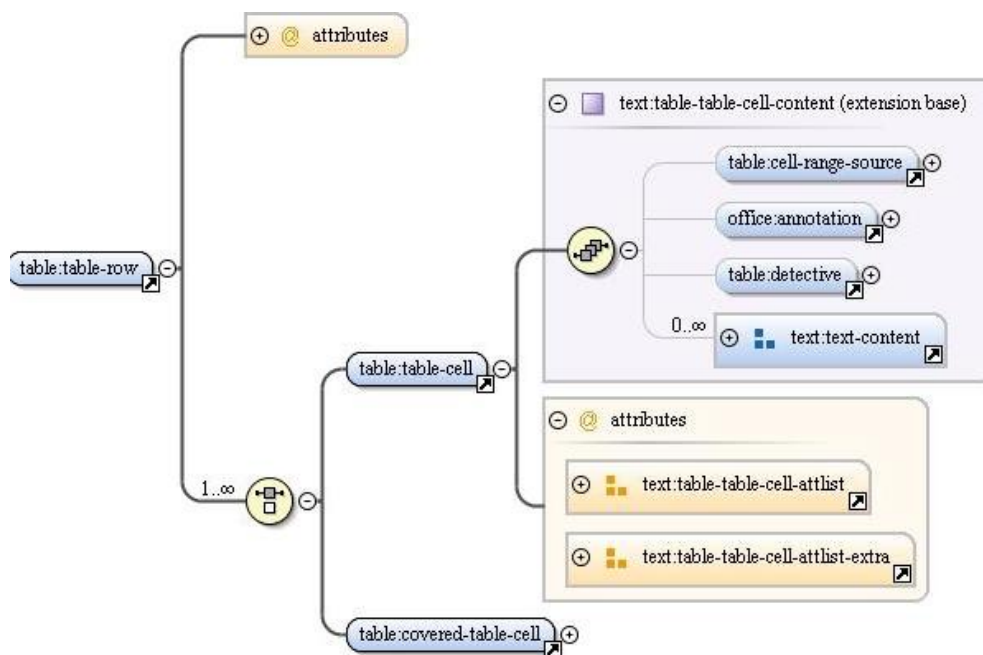 @ attributes
text:table-table-cell-content (extension base)
table:cell-range-source
office:annotation
table:table-row
table:detective
0..∞
text:text-content
table:table-cell
@ attributes
text:table-table-cell-attlist
1..∞
text:table-table-cell-attlist-extra
table:covered-table-cell